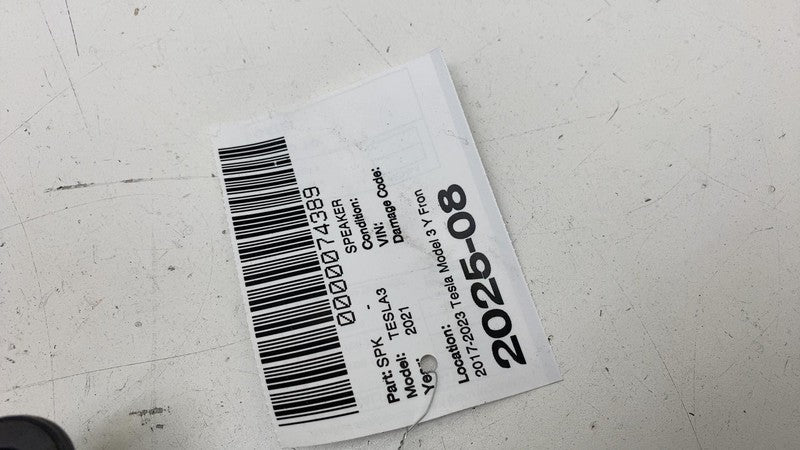 0000074389
Part: SPK - SPEAKER
Model: TESLA3 Condition:
Year: 2021 VIN:
Damage Code:
Location:
2017-2023 Tesla Model 3 Y Fron
2025-08